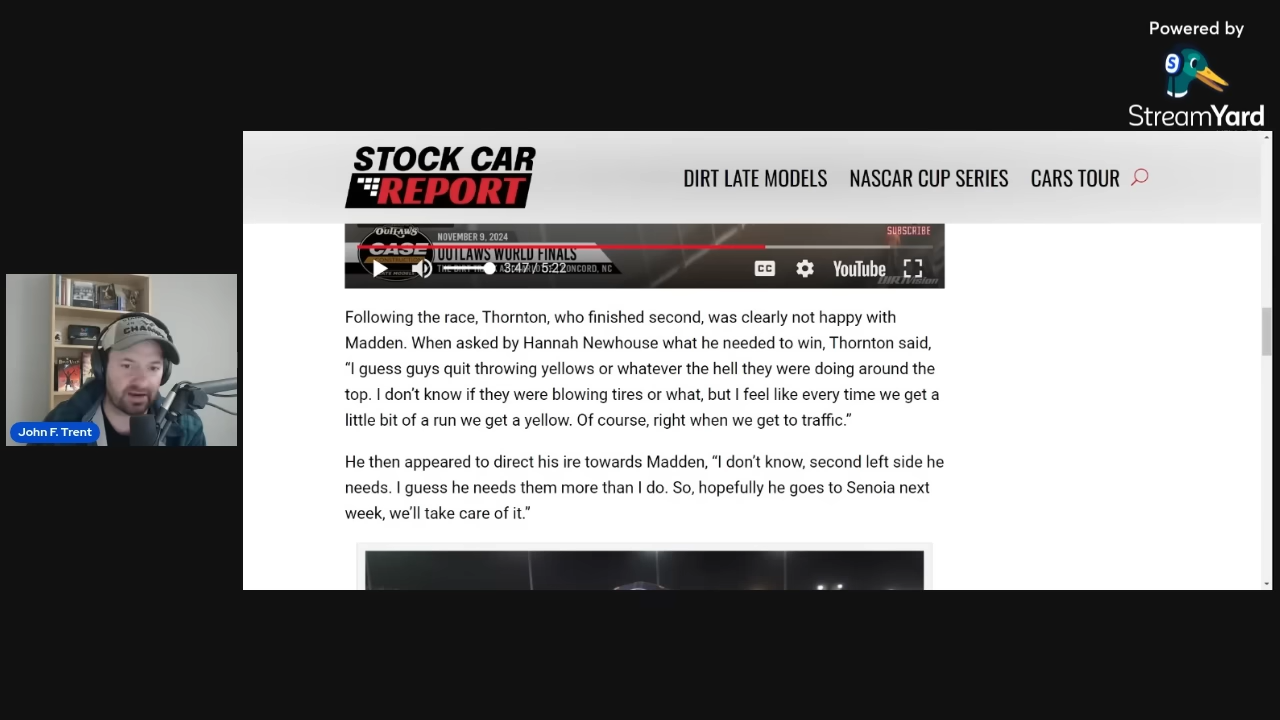 Powered by
S
StreamYard
STOCK CAR
REPORT
DIRT LATE MODELS
NASCAR CUP SERIES
CARS TOUR
OUTLAWS
CASE
NOVEMBER 9, 2024
OUTLAWS WORLD FINALS
SUBSCRIBE
3:47 / 5:22
CC
YouTube
DIRTVision
Following the race, Thornton, who finished second, was clearly not happy with
Madden. When asked by Hannah Newhouse what he needed to win, Thornton said,
“I guess guys quit throwing yellows or whatever the hell they were doing around the
top. I don’t know if they were blowing tires or what, but I feel like every time we get a
little bit of a run we get a yellow. Of course, right when we get to traffic.”
He then appeared to direct his ire towards Madden, “I don’t know, second left side he
needs. I guess he needs them more than I do. So, hopefully he goes to Senoia next
week, we’ll take care of it.”
John F. Trent